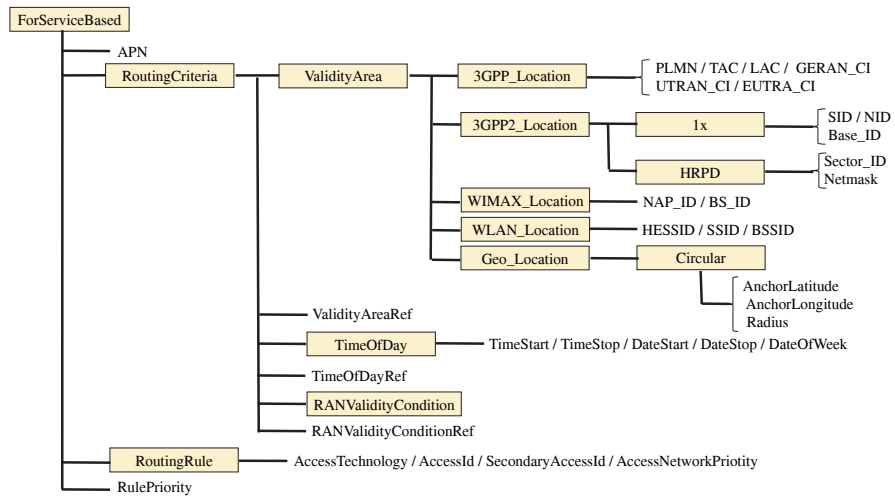 ForServiceBased
APN
RoutingCriteria
ValidityArea
3GPP_Location
PLMN / TAC / LAC / GERAN_CI
UTRAN_CI / EUTRA_CI
3GPP2_Location
1x
SID / NID
Base_ID
HRPD
Sector_ID
Netmask
WIMAX_Location
NAP_ID / BS_ID
WLAN_Location
HESSID / SSID / BSSID
Geo_Location
Circular
AnchorLatitude
AnchorLongitude
Radius
ValidityAreaRef
TimeOfDay
TimeStart / TimeStop / DateStart / DateStop / DateOfWeek
TimeOfDayRef
RANValidityCondition
RANValidityConditionRef
RoutingRule
AccessTechnology / AccessId / SecondaryAccessId / AccessNetworkPriotity
RulePriority